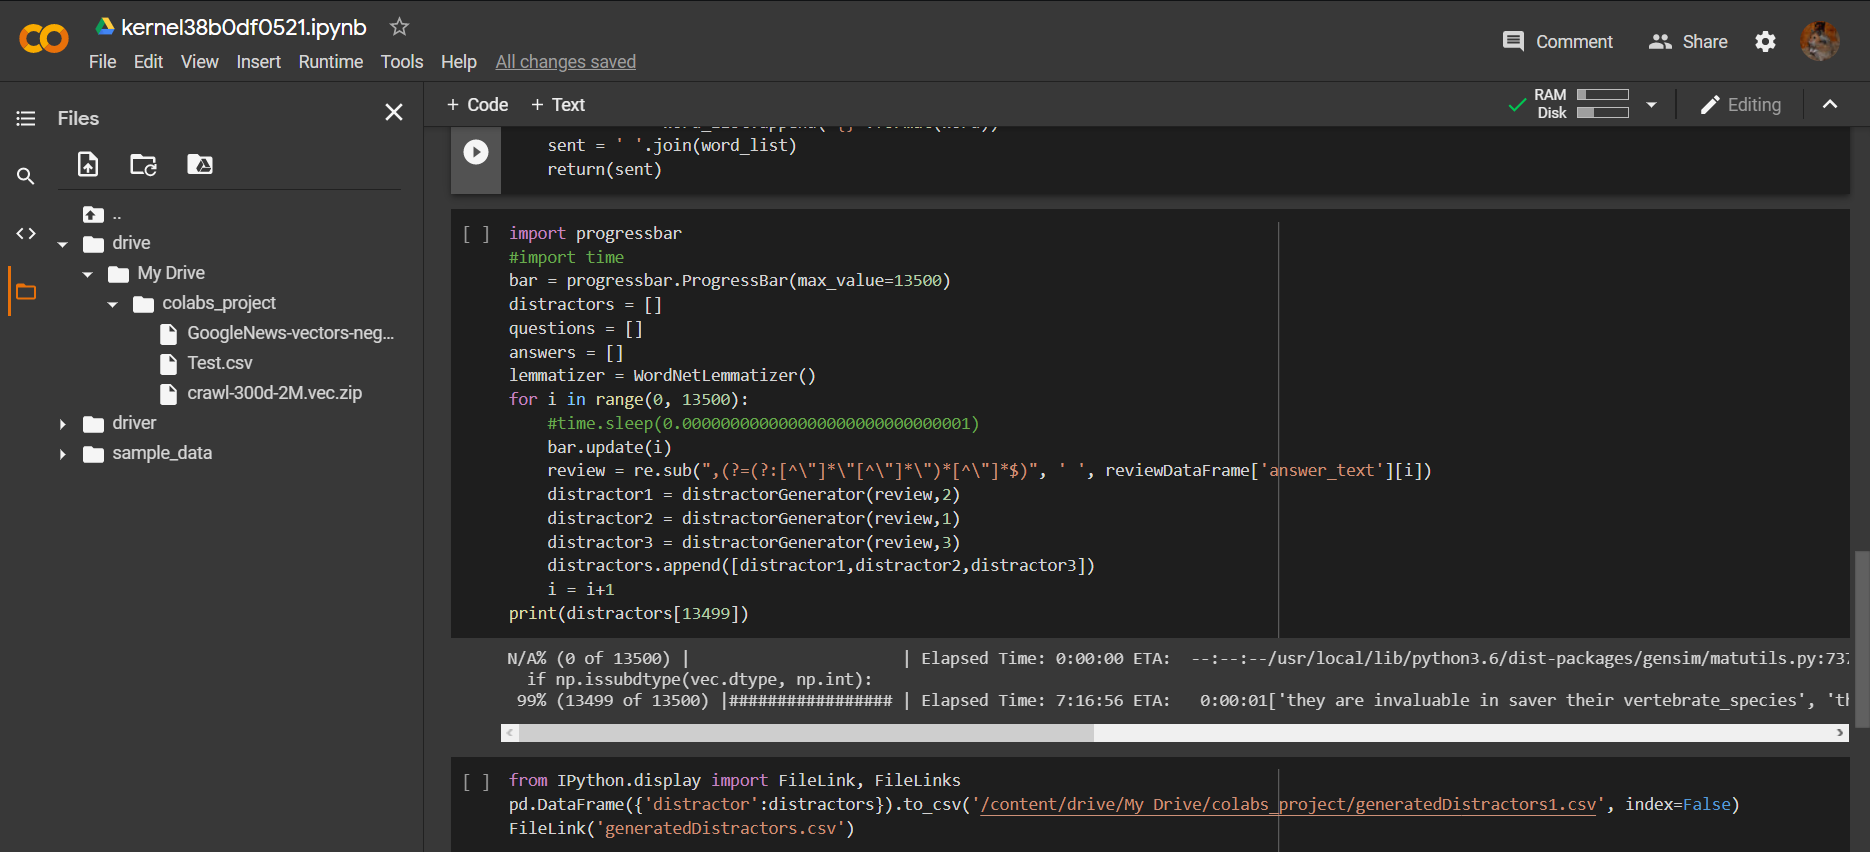 kernel38b0df0521.ipynb
File Edit View Insert Runtime Tools Help All changes saved
Comment Share
Files
+ Code + Text
RAM
Disk
Editing
..
drive
My Drive
colabs_project
GoogleNews-vectors-neg...
Test.csv
crawl-300d-2M.vec.zip
driver
sample_data
sent = ' '.join(word_list)
return(sent)
[ ] import progressbar
#import time
bar = progressbar.ProgressBar(max_value=13500)
distractors = []
questions = []
answers = []
lemmatizer = WordNetLemmatizer()
for i in range(0, 13500):
bar.update(i)
review = re.sub(",(?=(?:[^\"]*\"[^\"]*\")*[^\"]*$)", ' ', reviewDataFrame['answer_text'][i])
distractor1 = distractorGenerator(review,2)
distractor2 = distractorGenerator(review,1)
distractor3 = distractorGenerator(review,3)
distractors.append([distractor1,distractor2,distractor3])
i = i+1
print(distractors[13499])
N/A% (0 of 13500) | | Elapsed Time: 0:00:00 ETA: --:--:--/usr/local/lib/python3.6/dist-packages/gensim/matutils.py:737
if np.issubdtype(vec.dtype, np.int):
99% (13499 of 13500) |################# | Elapsed Time: 7:16:56 ETA: 0:00:01['they are invaluable in saver their vertebrate_species', 'th
[ ] from IPython.display import FileLink, FileLinks
pd.DataFrame({'distractor':distractors}).to_csv('/content/drive/My Drive/colabs_project/generatedDistractors1.csv', index=False)
FileLink('generatedDistractors.csv')